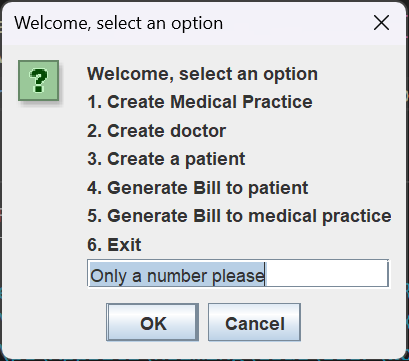 Welcome, select an option
Welcome, select an option
1. Create Medical Practice
2. Create doctor
3. Create a patient
4. Generate Bill to patient
5. Generate Bill to medical practice
6. Exit
Only a number please
OK Cancel